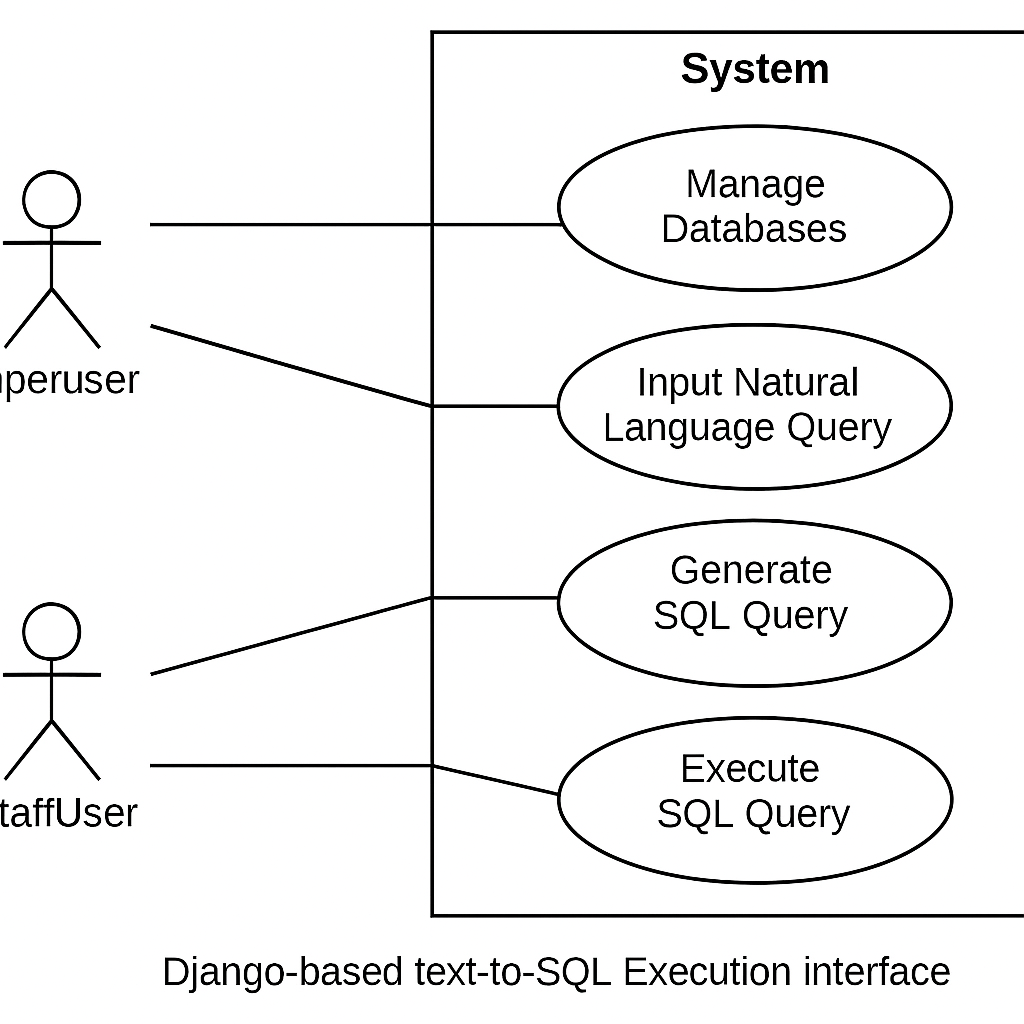 System
Manage
Databases
peruser
Input Natural
Language Query
Generate
SQL Query
Execute
SQL Query
taffUser
Django-based text-to-SQL Execution interface